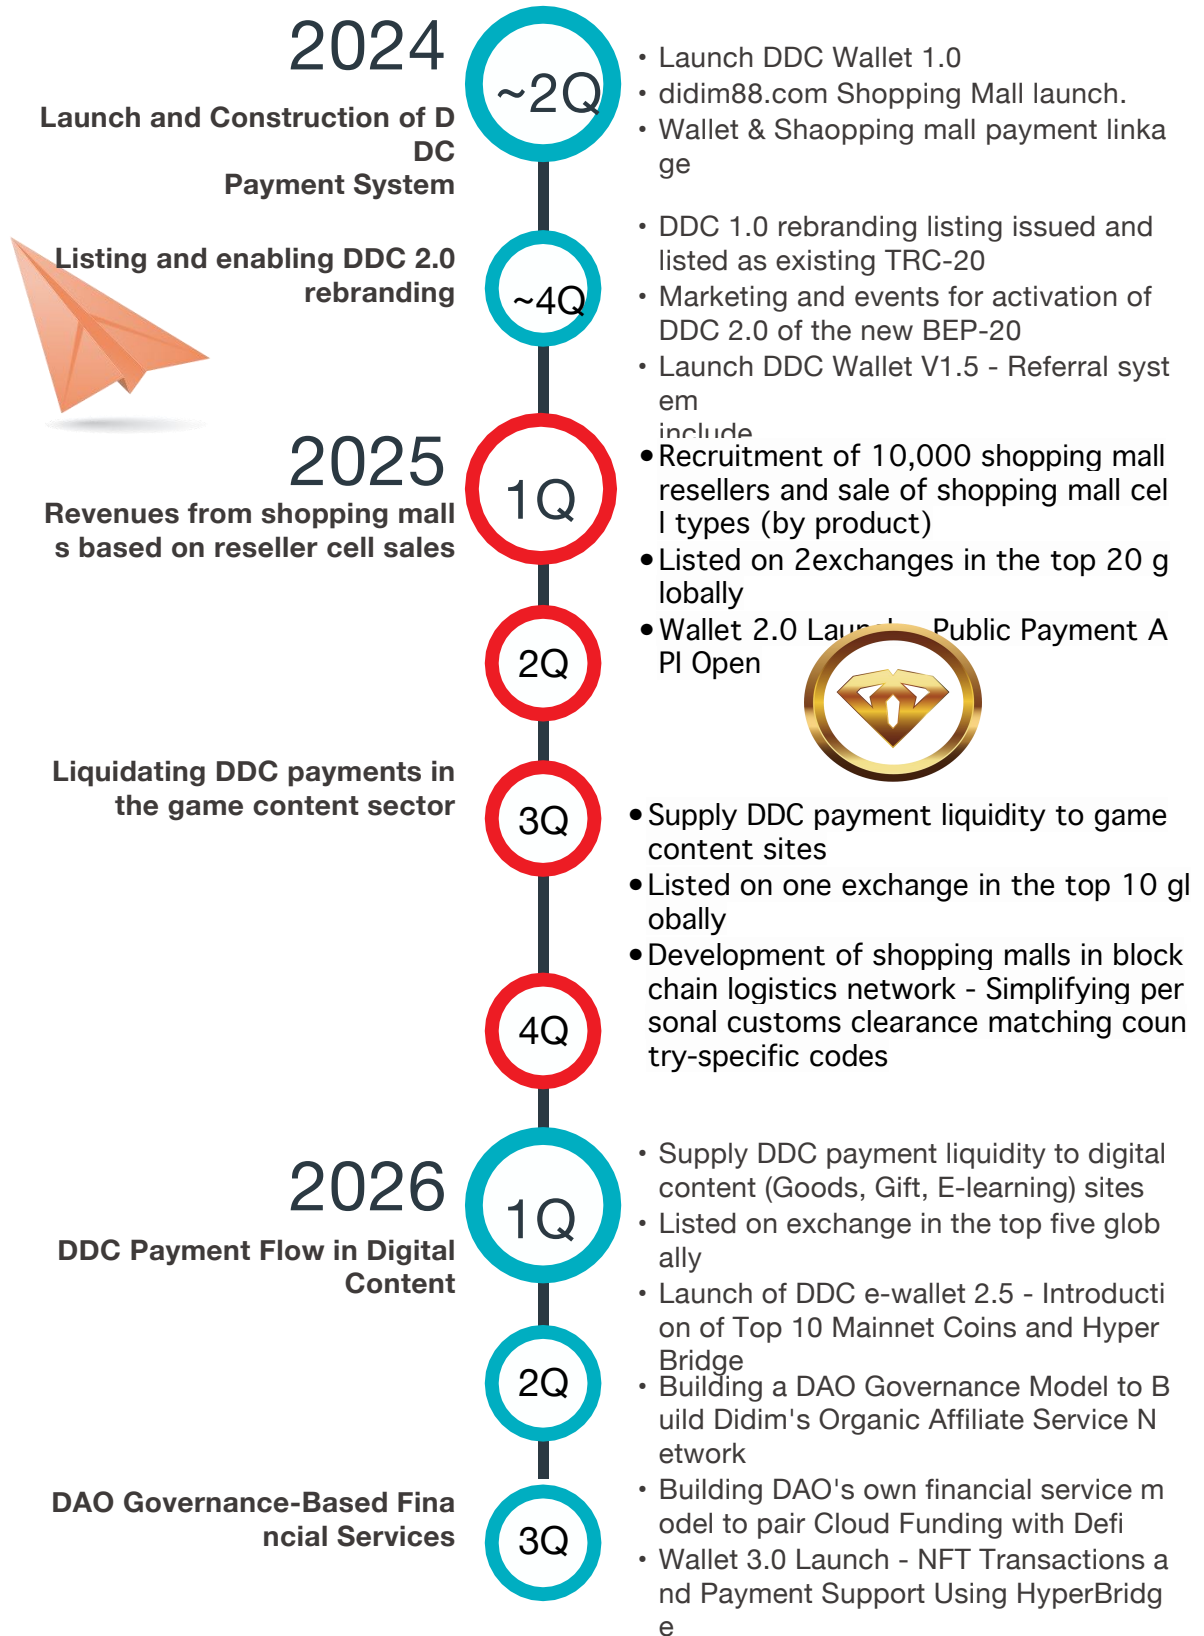 2024
Launch and Construction of D
DC
Payment System
~2Q
• Launch DDC Wallet 1.0
• didim88.com Shopping Mall launch.
• Wallet & Shaopping mall payment linka
ge
Listing and enabling DDC 2.0
rebranding
~4Q
• DDC 1.0 rebranding listing issued and
listed as existing TRC-20
• Marketing and events for activation of
DDC 2.0 of the new BEP-20
• Launch DDC Wallet V1.5 - Referral syst
em
include
2025
Revenues from shopping mall
s based on reseller cell sales
1Q
• Recruitment of 10,000 shopping mall
resellers and sale of shopping mall cel
l types (by product)
• Listed on 2exchanges in the top 20 g
lobally
• Wallet 2.0 Launch - Public Payment A
PI Open
2Q
Liquidating DDC payments in
the game content sector
3Q
• Supply DDC payment liquidity to game
content sites
• Listed on one exchange in the top 10 gl
obally
• Development of shopping malls in block
chain logistics network - Simplifying per
sonal customs clearance matching coun
try-specific codes
4Q
2026
DDC Payment Flow in Digital
Content
1Q
• Supply DDC payment liquidity to digital
content (Goods, Gift, E-learning) sites
• Listed on exchange in the top five glob
ally
• Launch of DDC e-wallet 2.5 - Introducti
on of Top 10 Mainnet Coins and Hyper
Bridge
2Q
• Building a DAO Governance Model to B
uild Didim's Organic Affiliate Service N
etwork
DAO Governance-Based Fina
ncial Services
3Q
• Building DAO's own financial service m
odel to pair Cloud Funding with Defi
• Wallet 3.0 Launch - NFT Transactions a
nd Payment Support Using HyperBridg
e